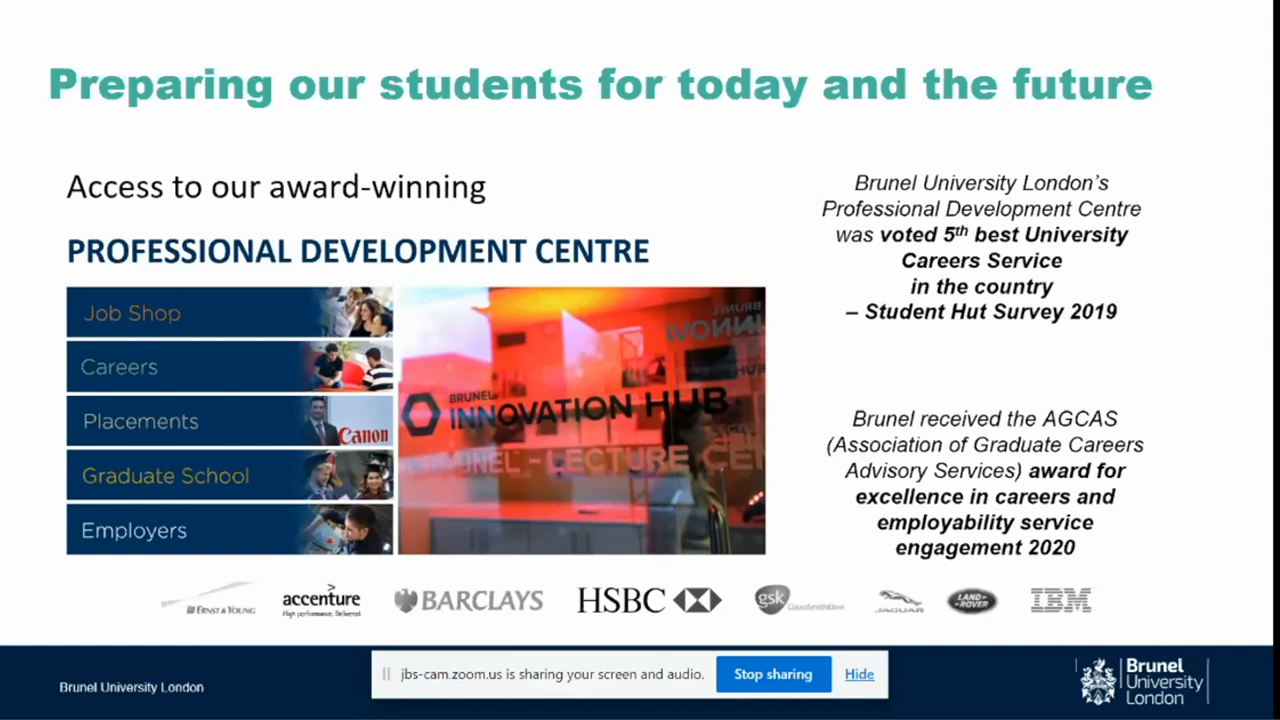 Preparing our students for today and the future
Access to our award-winning
PROFESSIONAL DEVELOPMENT CENTRE
Job Shop
Careers
Placements
Canon
Graduate School
Employers
BRUNEL
INNOVATION HUB
BRUNEL - LECTURE CEN
Brunel University London's
Professional Development Centre
was voted 5th best University
Careers Service
in the country
– Student Hut Survey 2019
Brunel received the AGCAS
(Association of Graduate Careers
Advisory Services) award for
excellence in careers and
employability service
engagement 2020
ERNST & YOUNG
accenture
High performance. Delivered.
BARCLAYS
HSBC
gsk GlaxoSmithKline
JAGUAR
LAND-
ROVER
IBM
Brunel University London
jbs-cam.zoom.us is sharing your screen and audio.
Stop sharing
Hide
Brunel
University
London